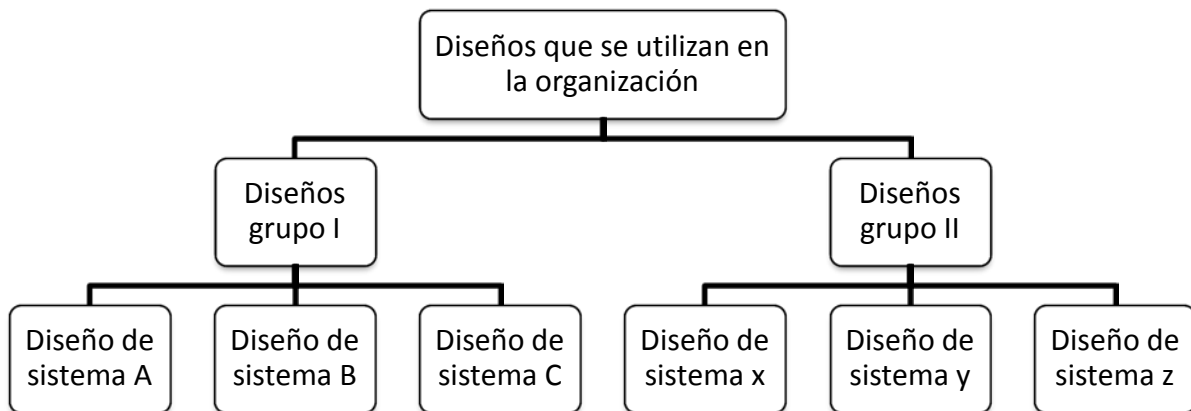 Diseños que se utilizan en
la organización
Diseños
grupo I
Diseños
grupo II
Diseño de
sistema A
Diseño de
sistema B
Diseño de
sistema C
Diseño de
sistema x
Diseño de
sistema y
Diseño de
sistema z